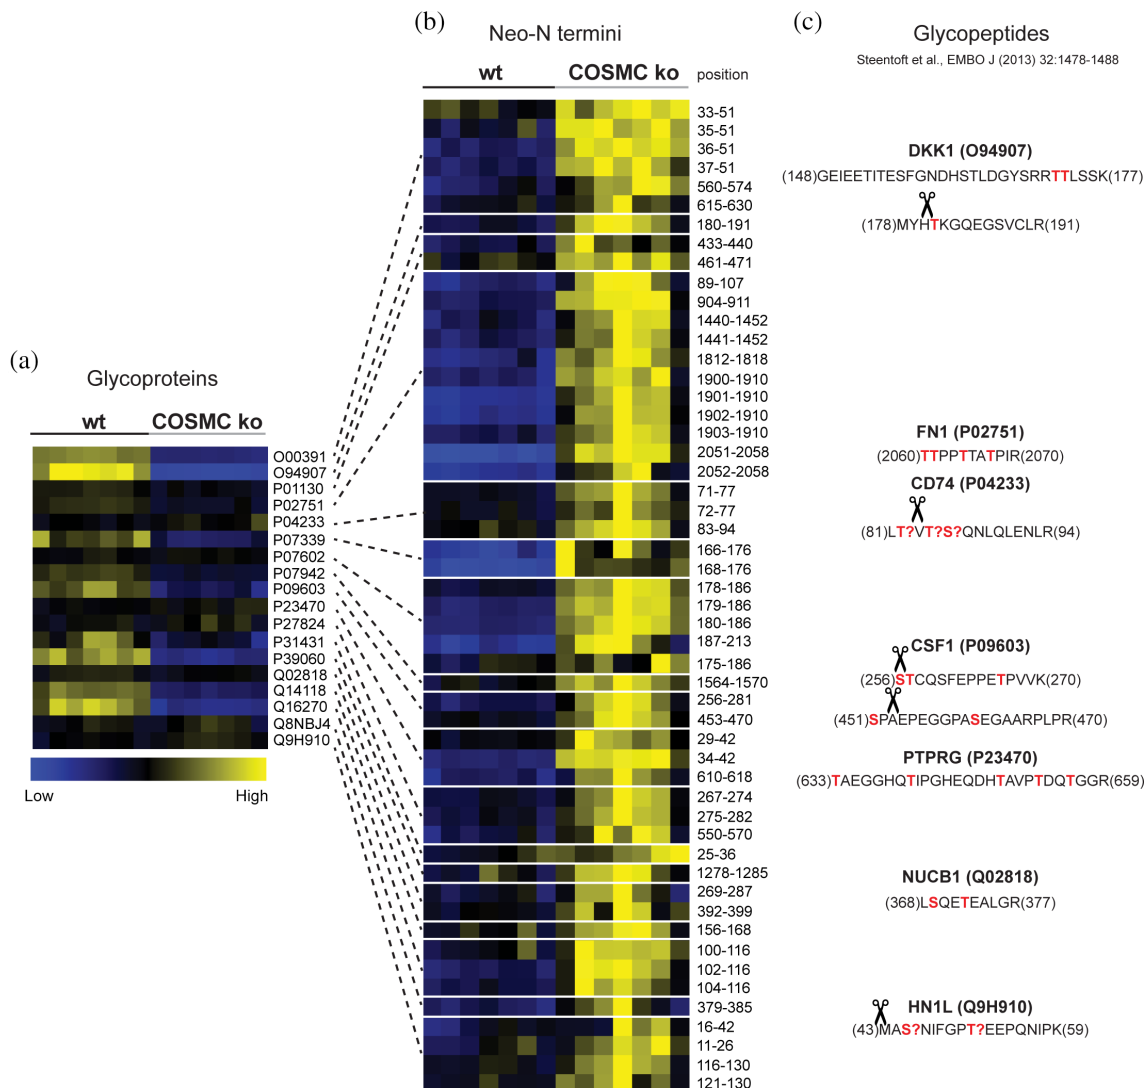 (a)
Glycoproteins
wt COSMC ko
O00391
O94907
P01130
P02751
P04233
P07339
P07602
P07942
P09603
P23470
P27824
P31431
P39060
Q02818
Q14118
Q16270
Q8NBJ4
Q9H910
Low High
(b)
Neo-N termini
wt COSMC ko position
33-51
35-51
36-51
37-51
560-574
615-630
180-191
433-440
461-471
89-107
904-911
1440-1452
1441-1452
1812-1818
1900-1910
1901-1910
1902-1910
1903-1910
2051-2058
2052-2058
71-77
72-77
83-94
166-176
168-176
178-186
179-186
180-186
187-213
175-186
1564-1570
256-281
453-470
29-42
34-42
610-618
267-274
275-282
550-570
25-36
1278-1285
269-287
392-399
156-168
100-116
102-116
104-116
379-385
16-42
11-26
116-130
121-130
(c)
Glycopeptides
Steentoft et al., EMBO J (2013) 32:1478-1488
DKK1 (O94907)
(148)GEIEETITESFGNDHSTLDGYSRRTTLSSK(177)
(178)MYHTKGQEGSVCLR(191)
FN1 (P02751)
(2060)TTPPTTATPIR(2070)
CD74 (P04233)
(81)LT?VT?S?QNLQLENLR(94)
CSF1 (P09603)
(256)STCQSFEPPETPVVK(270)
(451)SPAEPEGGPASEGAARPLPR(470)
PTPRG (P23470)
(633)TAEGGHQTIPGHEQDHTAVPTDQTGGR(659)
NUCB1 (Q02818)
(368)LSQETEALGR(377)
HN1L (Q9H910)
(43)MAS?NIFGPT?EEPQNIPK(59)